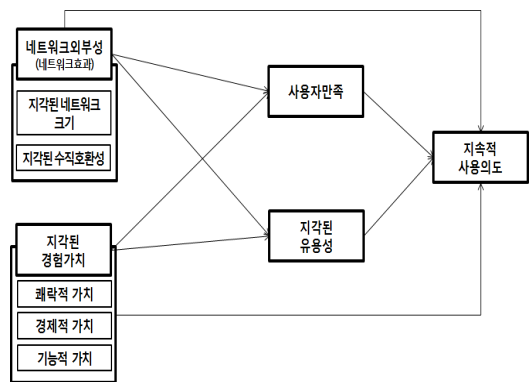 네트워크외부성
(네트워크효과)
지각된 네트워크
크기
지각된 수직호환성
사용자만족
지속적
사용의도
지각된
경험가치
지각된
유용성
쾌락적 가치
경제적 가치
기능적 가치